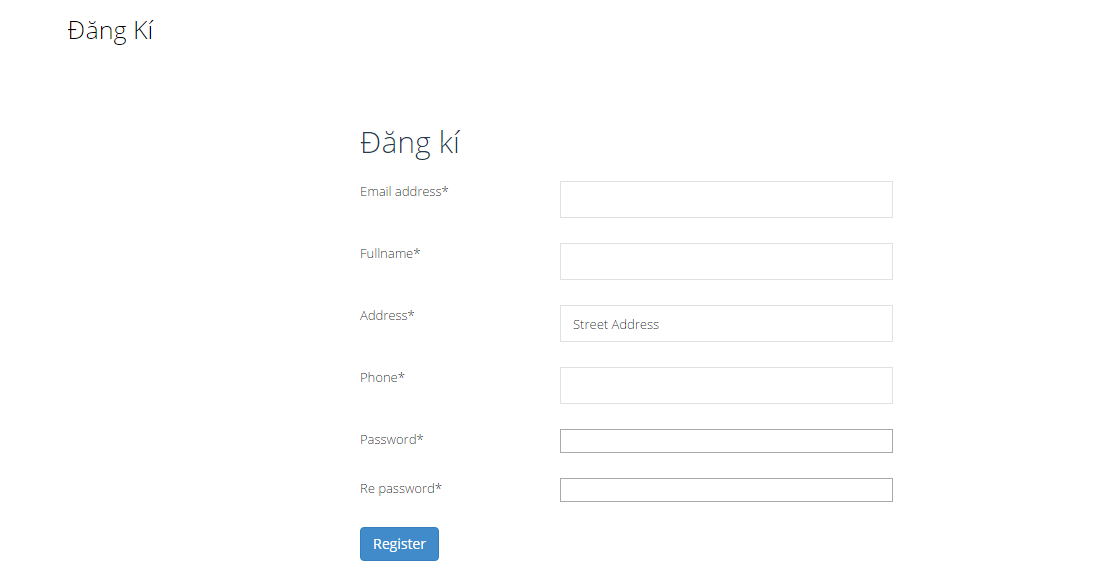 Đăng Kí
Đăng kí
Email address*
Fullname*
Address*
Street Address
Phone*
Password*
Re password*
Register